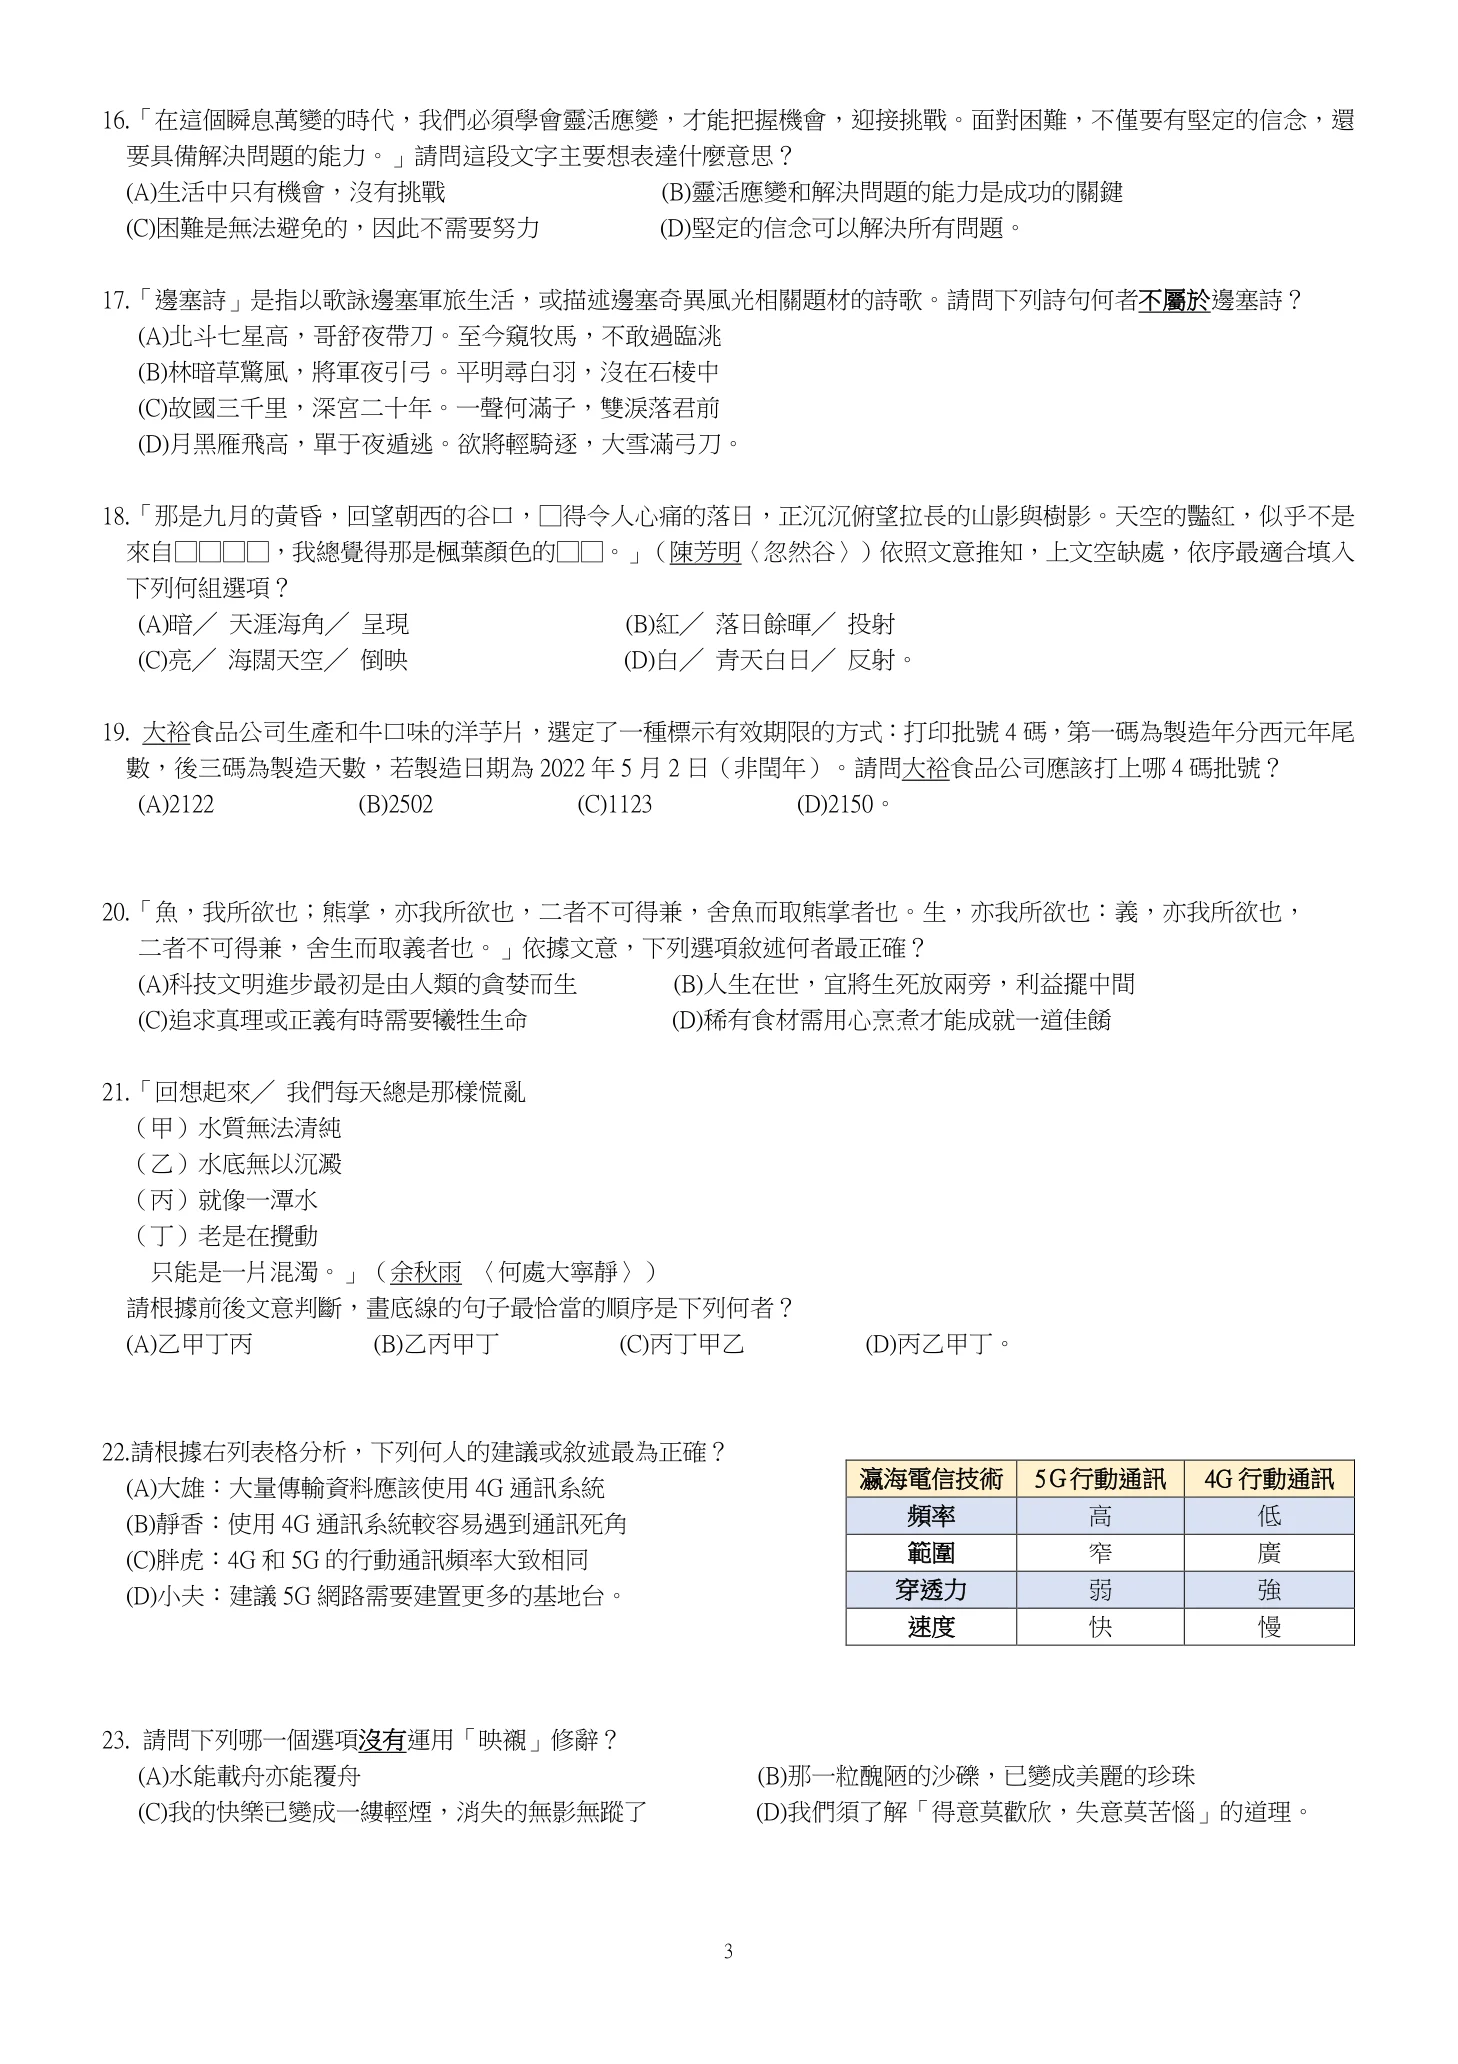 16.「在這個瞬息萬變的時代，我們必須學會靈活應變，才能把握機會，迎接挑戰。面對困難，不僅要有堅定的信念，還
要具備解決問題的能力。」請問這段文字主要想表達什麼意思？
(A)生活中只有機會，沒有挑戰 (B)靈活應變和解決問題的能力是成功的關鍵
(C)困難是無法避免的，因此不需要努力 (D)堅定的信念可以解決所有問題。
17.「邊塞詩」是指以歌詠邊塞軍旅生活，或描述邊塞奇異風光相關題材的詩歌。請問下列詩句何者不屬於邊塞詩？
(A)北斗七星高，哥舒夜帶刀。至今窺牧馬，不敢過臨洮
(B)林暗草驚風，將軍夜引弓。平明尋白羽，沒在石棱中
(C)故國三千里，深宮二十年。一聲何滿子，雙淚落君前
(D)月黑雁飛高，單于夜遁逃。欲將輕騎逐，大雪滿弓刀。
18.「那是九月的黃昏，回望朝西的谷口，□得令人心痛的落日，正沉沉俯望拉長的山影與樹影。天空的豔紅，似乎不是
來自□□□□，我總覺得那是楓葉顏色的□□。」（陳芳明〈忽然谷〉）依照文意推知，上文空缺處，依序最適合填入
下列何組選項？
(A)暗╱ 天涯海角╱ 呈現 (B)紅╱ 落日餘暉╱ 投射
(C)亮╱ 海闊天空╱ 倒映 (D)白╱ 青天白日╱ 反射。
19. 大裕食品公司生產和牛口味的洋芋片，選定了一種標示有效期限的方式：打印批號 4 碼，第一碼為製造年分西元年尾
數，後三碼為製造天數，若製造日期為 2022 年 5 月 2 日（非閏年）。請問大裕食品公司應該打上哪 4 碼批號？
(A)2122 (B)2502 (C)1123 (D)2150。
20.「魚，我所欲也；熊掌，亦我所欲也，二者不可得兼，舍魚而取熊掌者也。生，亦我所欲也：義，亦我所欲也，
二者不可得兼，舍生而取義者也。」依據文意，下列選項敘述何者最正確？
(A)科技文明進步最初是由人類的貪婪而生 (B)人生在世，宜將生死放兩旁，利益擺中間
(C)追求真理或正義有時需要犧牲生命 (D)稀有食材需用心烹煮才能成就一道佳餚
21.「回想起來╱ 我們每天總是那樣慌亂
（甲）水質無法清純
（乙）水底無以沉澱
（丙）就像一潭水
（丁）老是在攪動
只能是一片混濁。」（余秋雨 〈何處大寧靜〉）
請根據前後文意判斷，畫底線的句子最恰當的順序是下列何者？
(A)乙甲丁丙 (B)乙丙甲丁 (C)丙丁甲乙 (D)丙乙甲丁。
22.請根據右列表格分析，下列何人的建議或敘述最為正確？
(A)大雄：大量傳輸資料應該使用 4G 通訊系統
(B)靜香：使用 4G 通訊系統較容易遇到通訊死角
(C)胖虎：4G 和 5G 的行動通訊頻率大致相同
(D)小夫：建議 5G 網路需要建置更多的基地台。
瀛海電信技術 5G行動通訊 4G 行動通訊
頻率 高 低
範圍 窄 廣
穿透力 弱 強
速度 快 慢
23. 請問下列哪一個選項沒有運用「映襯」修辭？
(A)水能載舟亦能覆舟 (B)那一粒醜陋的沙礫，已變成美麗的珍珠
(C)我的快樂已變成一縷輕煙，消失的無影無蹤了 (D)我們須了解「得意莫歡欣，失意莫苦惱」的道理。
3